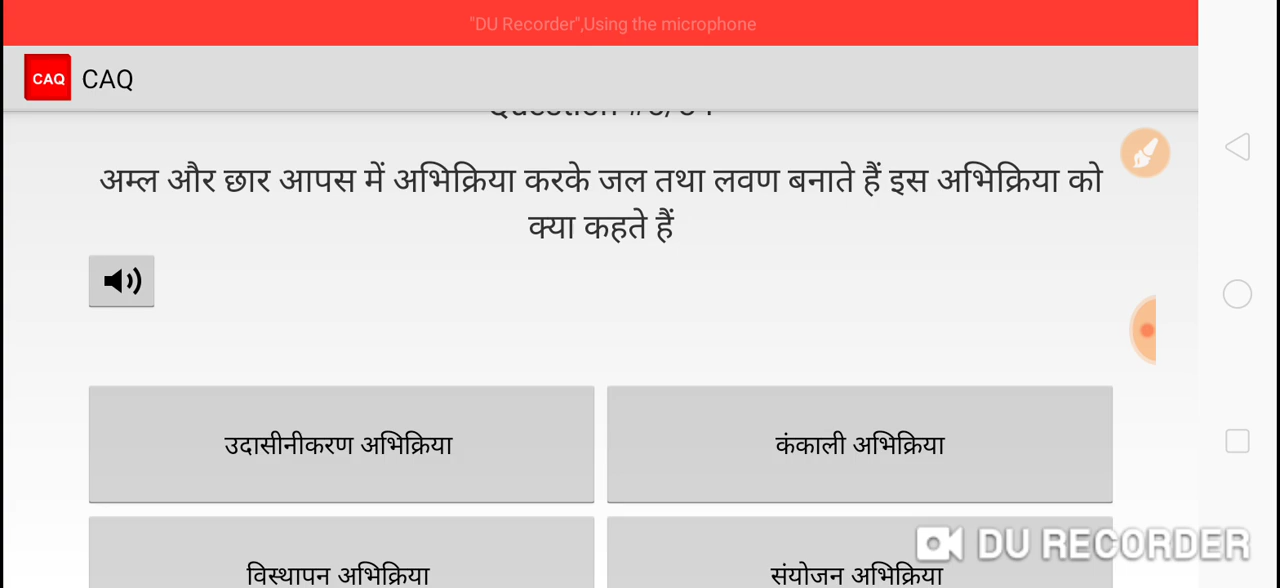 "DU Recorder",Using the microphone
CAQ CAQ
अम्ल और छार आपस में अभिक्रिया करके जल तथा लवण बनाते हैं इस अभिक्रिया को
क्या कहते हैं
उदासीनीकरण अभिक्रिया
कंकाली अभिक्रिया
DU RECORDER
विस्थापन अभिक्रिया
संयोजन अभिक्रिया